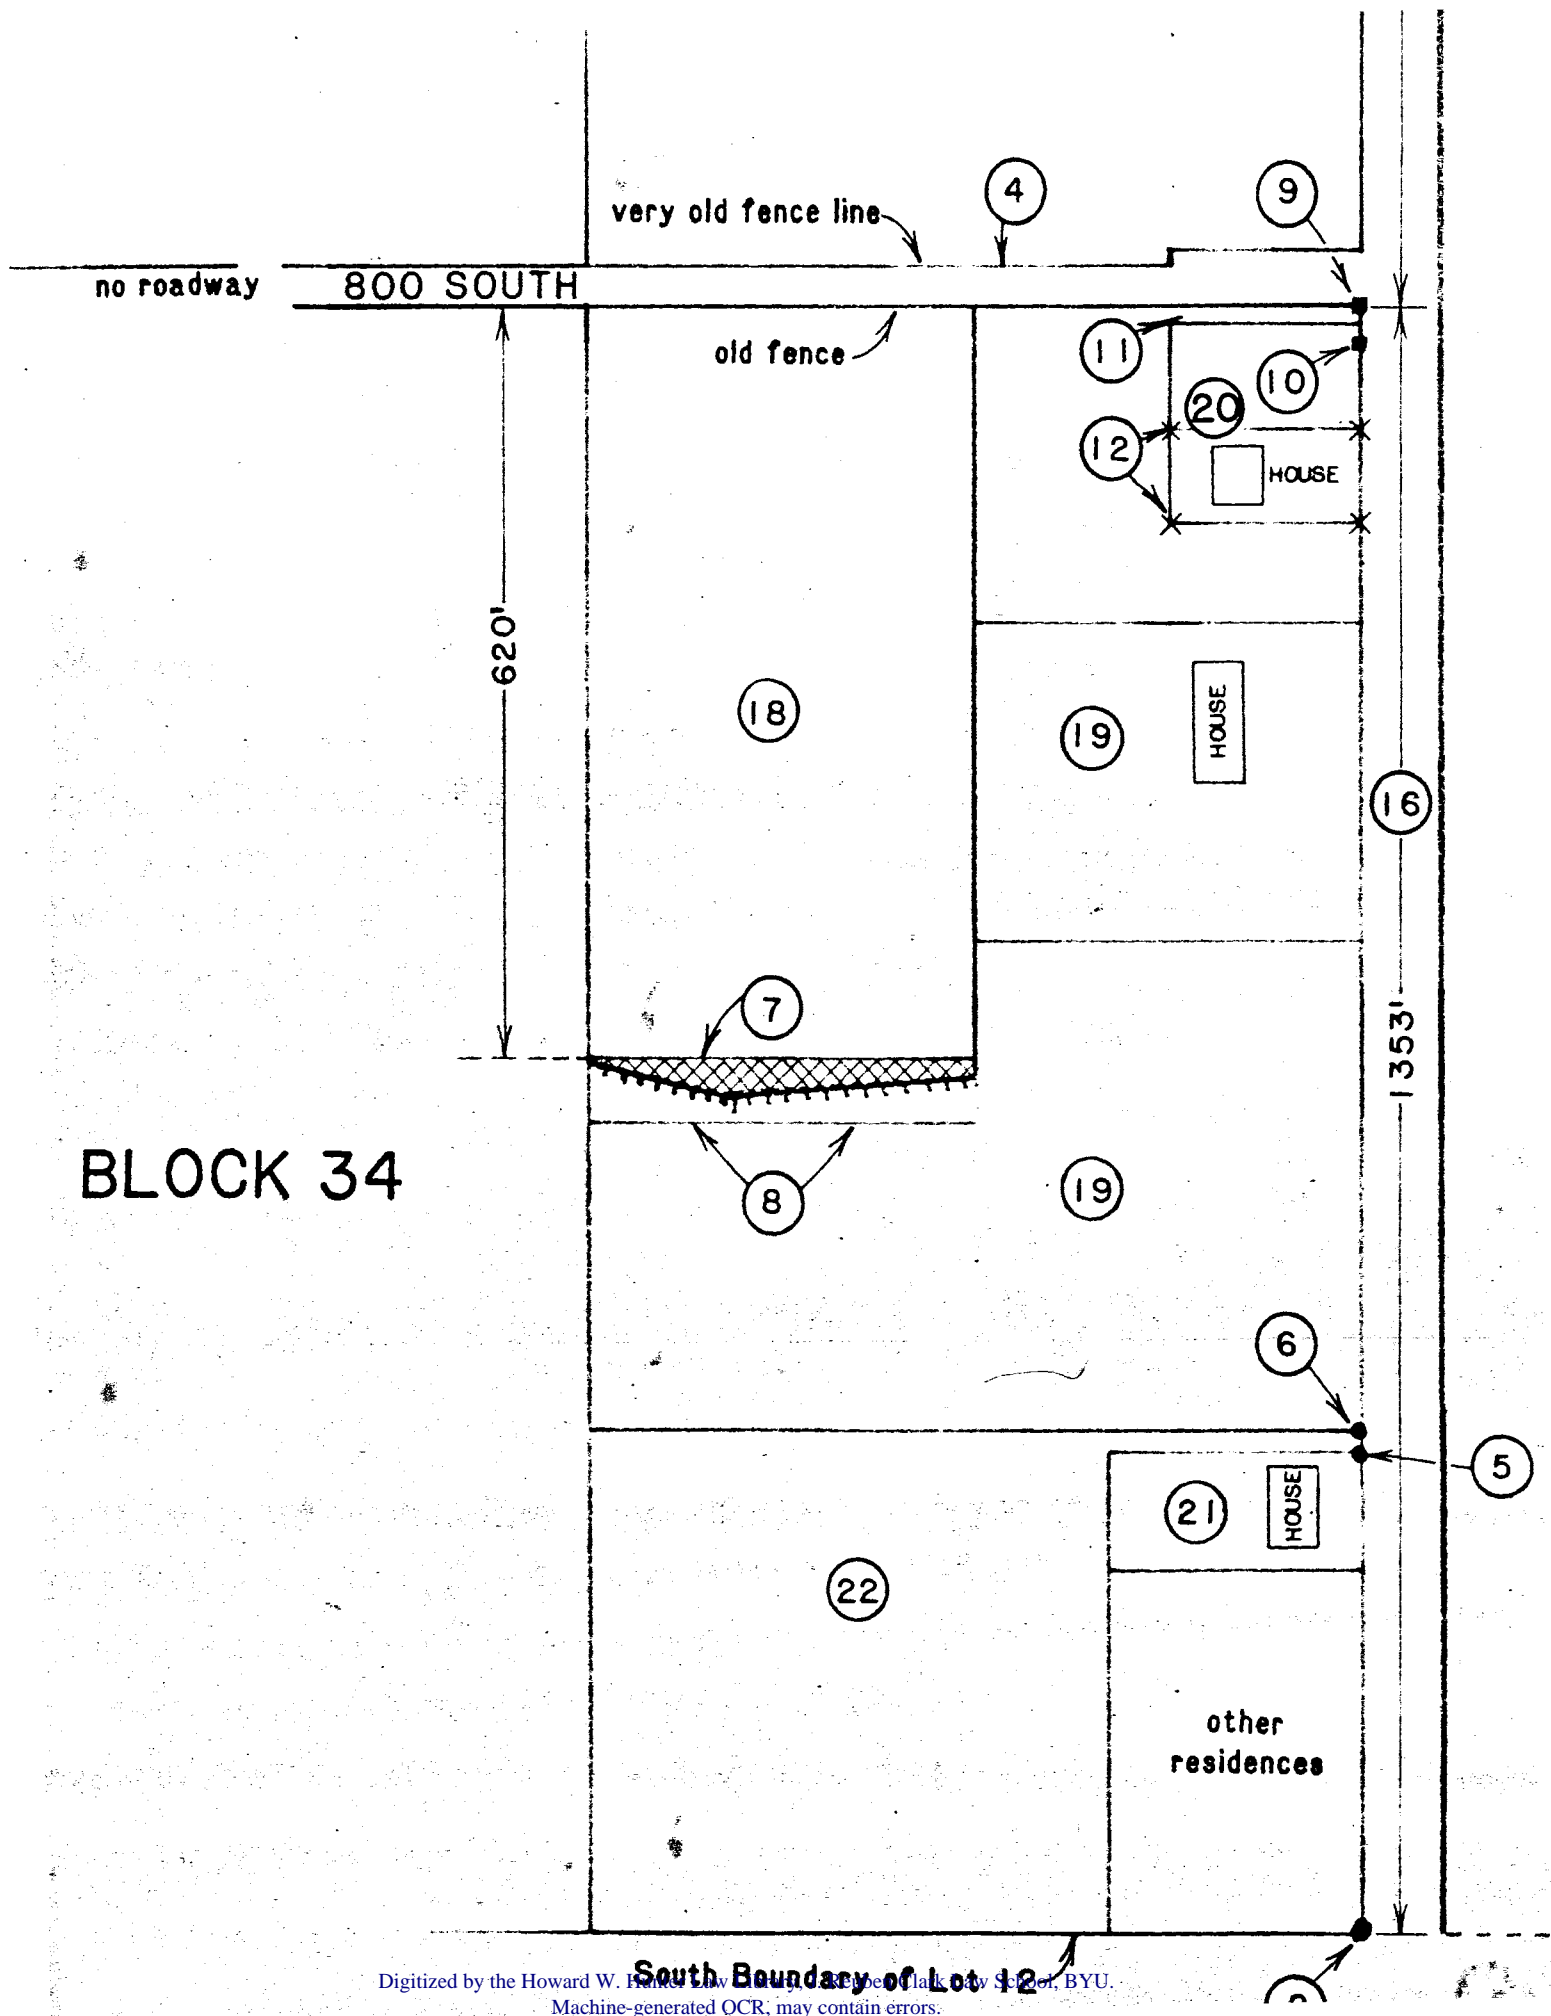 4
9
very old fence line
no roadway
800 SOUTH
old fence
11
10
20
12
HOUSE
620'
18
19
HOUSE
16
7
1353'
BLOCK 34
8
19
6
5
21
HOUSE
22
other
residences
South Boundary of Lot 12
Digitized by the Howard W. Hunter Law Library, J. Reuben Clark Law School, BYU.
Machine-generated OCR, may contain errors.